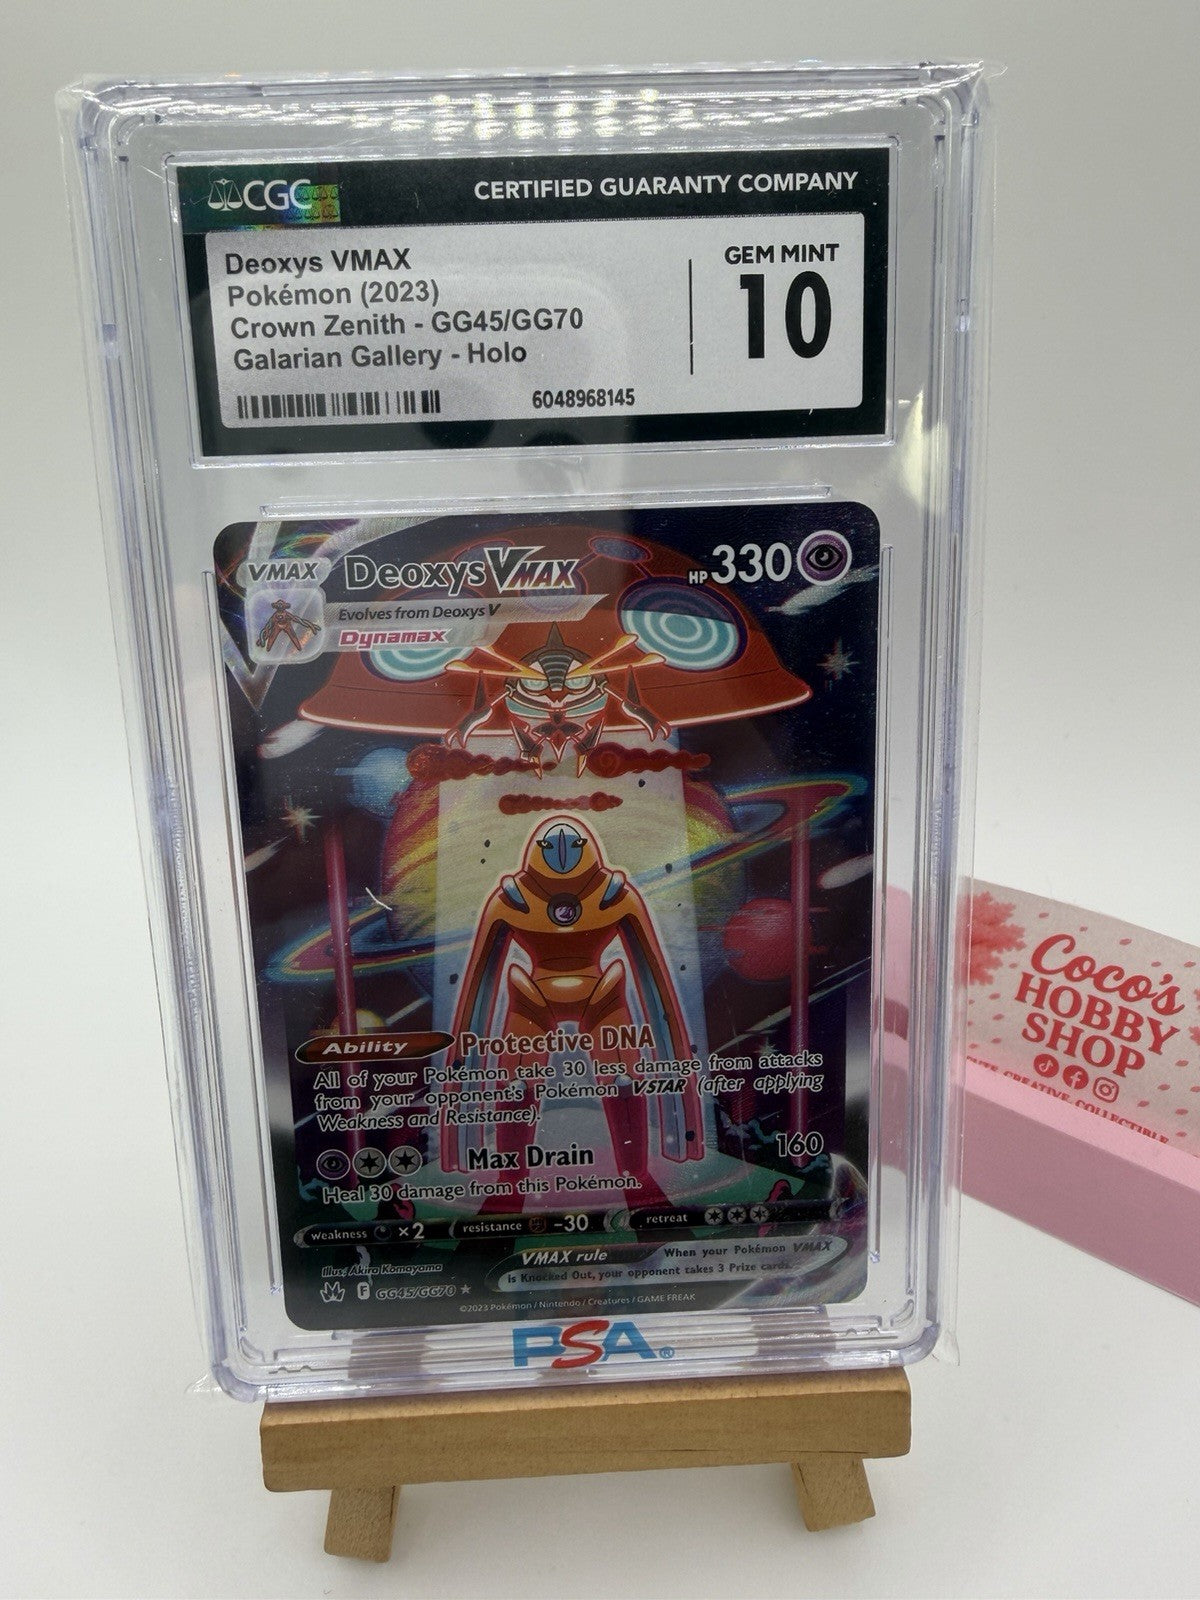 CGC
CERTIFIED GUARANTY COMPANY
Deoxys VMAX
Pokémon (2023)
Crown Zenith - GG45/GG70
Galarian Gallery - Holo
6048968145
GEM MINT
10
VMAX
Deoxys VMAX
HP 330
Evolves from Deoxys V
Dynamax
Ability Protective DNA
All of your Pokémon take 30 less damage from attacks
from your opponent's Pokémon VSTAR (after applying
Weakness and Resistance).
Max Drain 160
Heal 30 damage from this Pokémon.
weakness ×2 resistance -30 retreat
VMAX rule When your Pokémon VMAX
is Knocked Out, your opponent takes 3 Prize cards.
Illus. Akira Komayama
F GG45/GG70 ★
©2023 Pokémon / Nintendo / Creatures / GAME FREAK
PSA®
Coco's
HOBBY
SHOP
CREATIVE COLLECTIBLE